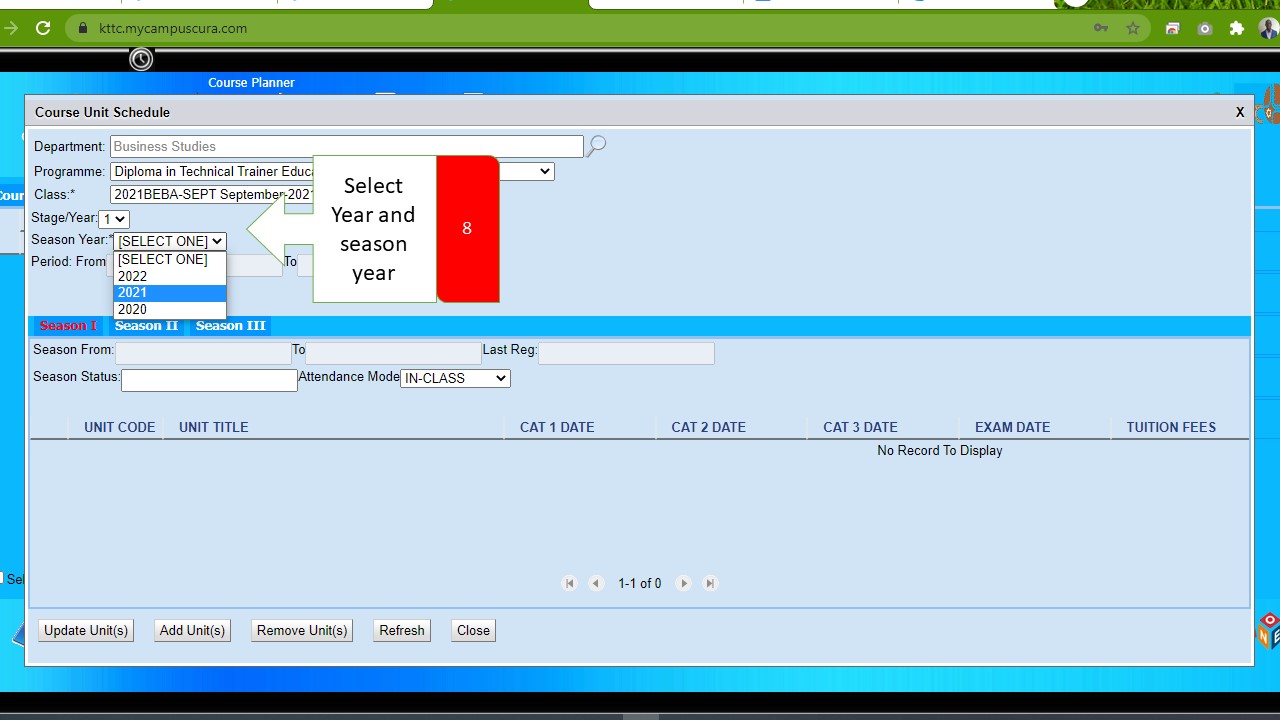 kttc.mycampuscura.com
Course Planner
Course Unit Schedule X
Department: Business Studies
Programme: Diploma in Technical Trainer Educa
Class:* 2021BEBA-SEPT September-2021
Stage/Year: 1
Season Year:* [SELECT ONE]
[SELECT ONE]
2022
2021
2020
Period: From To
Select
Year and
season
year
8
Season I Season II Season III
Season From: To Last Reg:
Season Status: Attendance Mode IN-CLASS
UNIT CODE UNIT TITLE CAT 1 DATE CAT 2 DATE CAT 3 DATE EXAM DATE TUITION FEES
No Record To Display
1-1 of 0
Update Unit(s) Add Unit(s) Remove Unit(s) Refresh Close